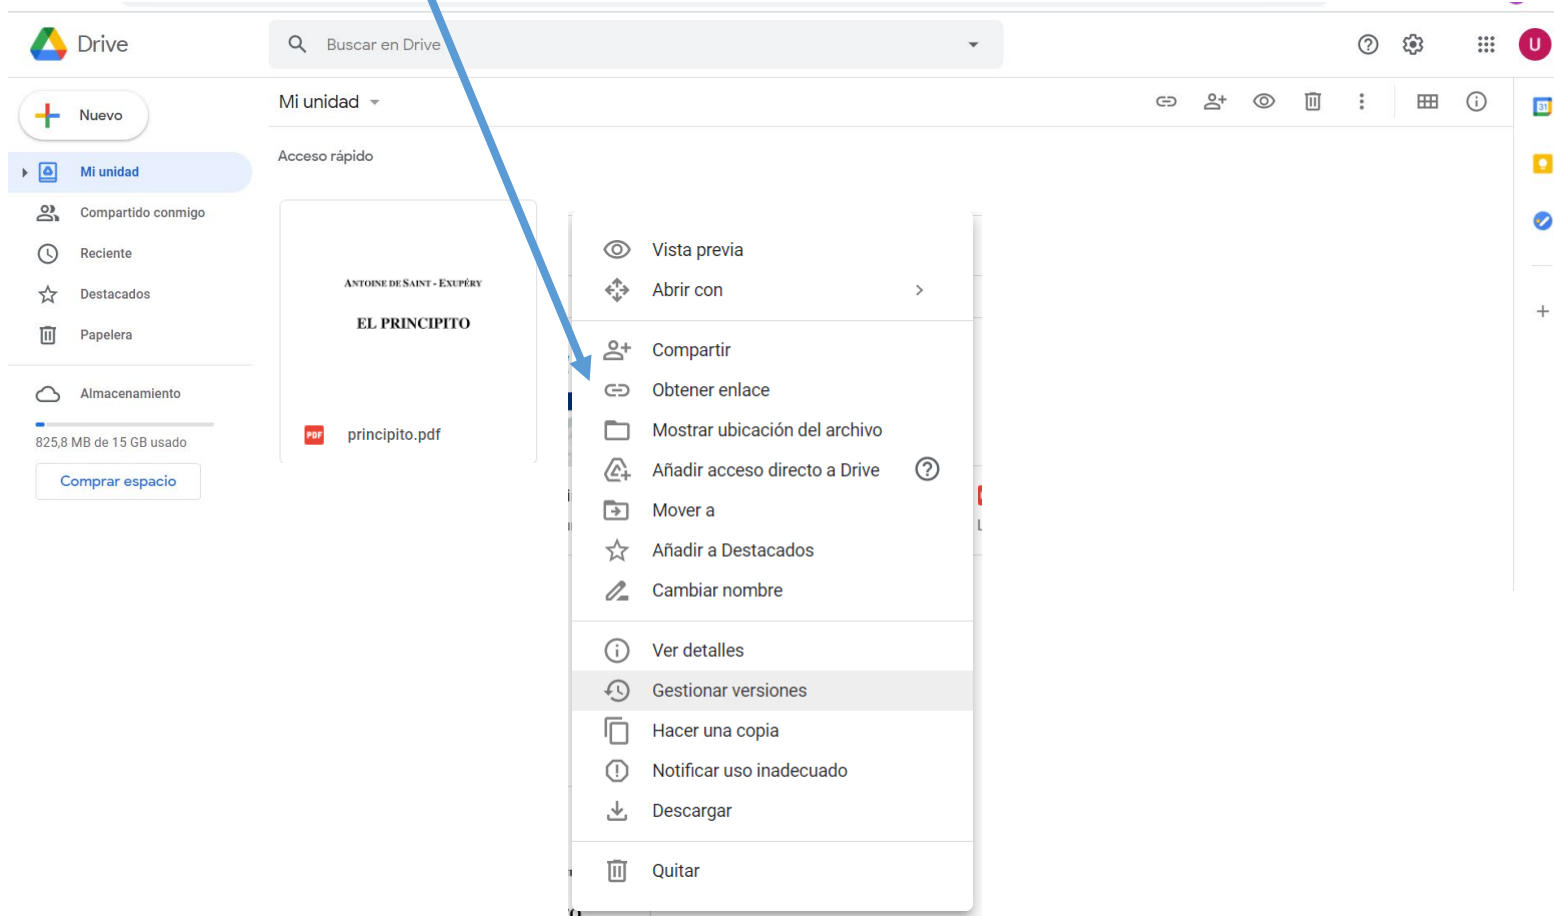 Drive
Buscar en Drive
U
Nuevo
Mi unidad
31
Mi unidad
Compartido conmigo
Reciente
Destacados
Papelera
Almacenamiento
825,8 MB de 15 GB usado
Comprar espacio
Acceso rápido
ANTOINE DE SAINT - EXUPÉRY
EL PRINCIPITO
PDF principito.pdf
Vista previa
Abrir con
Compartir
Obtener enlace
Mostrar ubicación del archivo
Añadir acceso directo a Drive
Mover a
Añadir a Destacados
Cambiar nombre
Ver detalles
Gestionar versiones
Hacer una copia
Notificar uso inadecuado
Descargar
Quitar